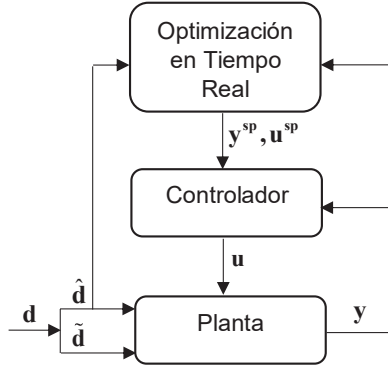 Optimización
en Tiempo
Real
y^sp, u^sp
Controlador
u
d̂
d
d̃
Planta
y